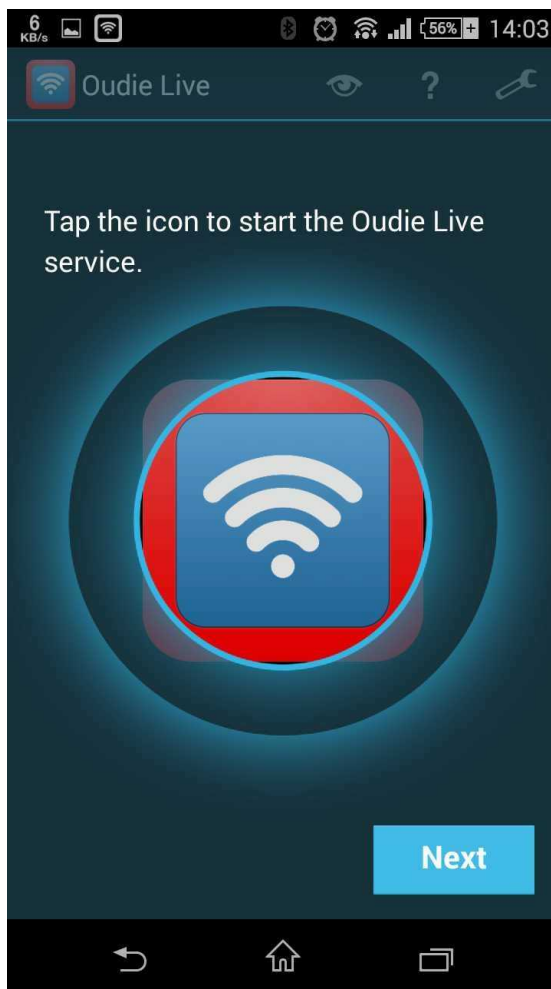 6
KB/s
56%
14:03
Oudie Live
?
Tap the icon to start the Oudie Live
service.
Next